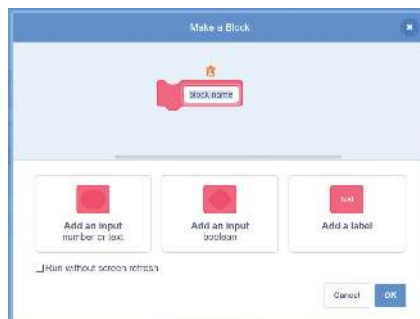 Make a Block
block name
Add an input
number or text
Add an input
boolean
text
Add a label
Run without screen refresh
Cancel
OK